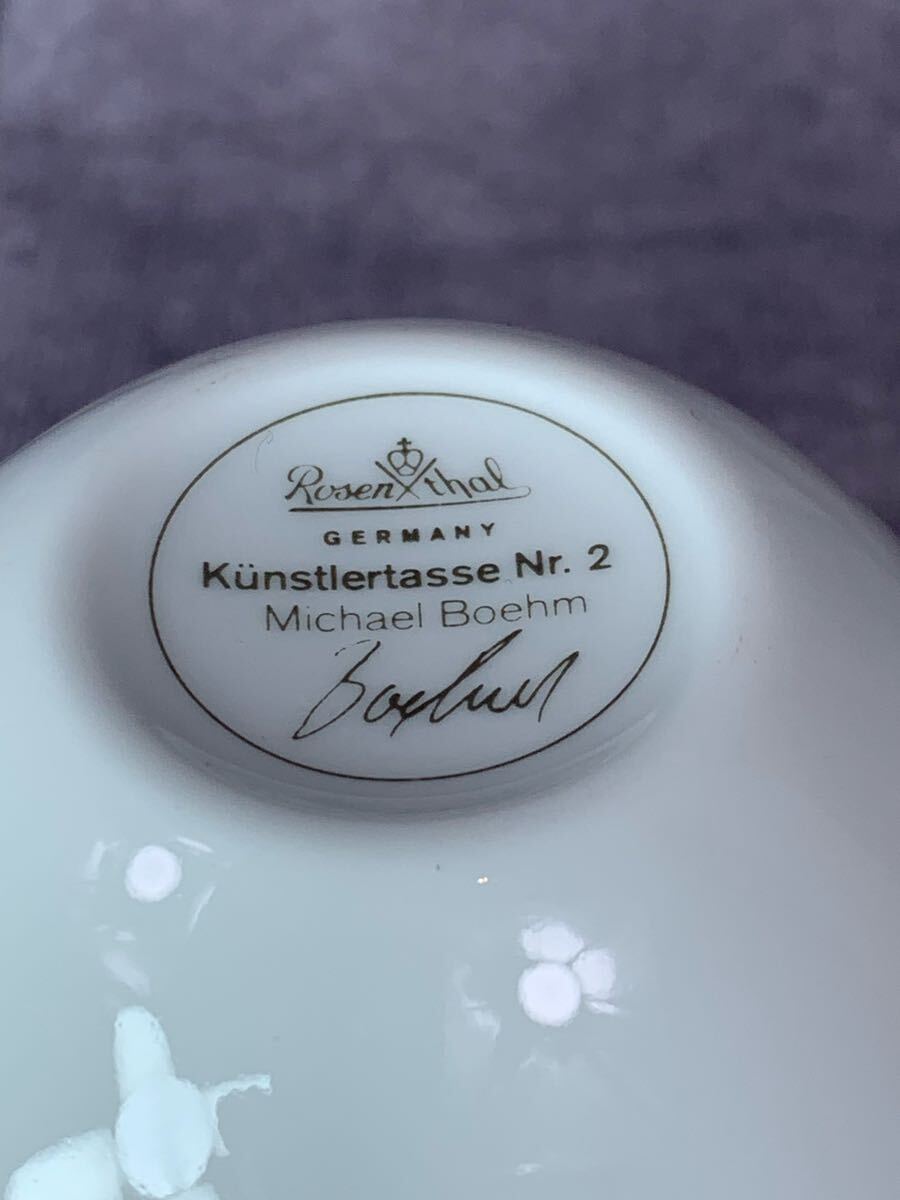 Rosenthal
GERMANY
Künstlertasse Nr. 2
Michael Boehm
Boehm